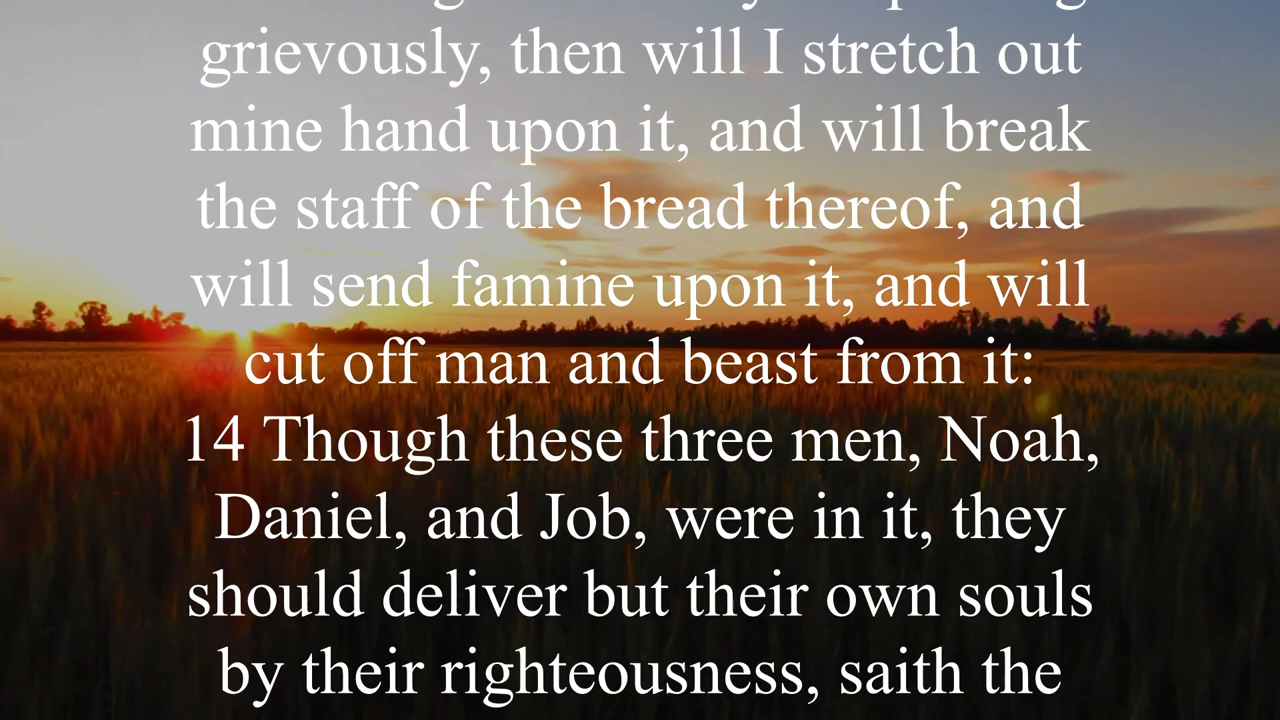 grievously, then will I stretch out
mine hand upon it, and will break
the staff of the bread thereof, and
will send famine upon it, and will
cut off man and beast from it:
14 Though these three men, Noah,
Daniel, and Job, were in it, they
should deliver but their own souls
by their righteousness, saith the